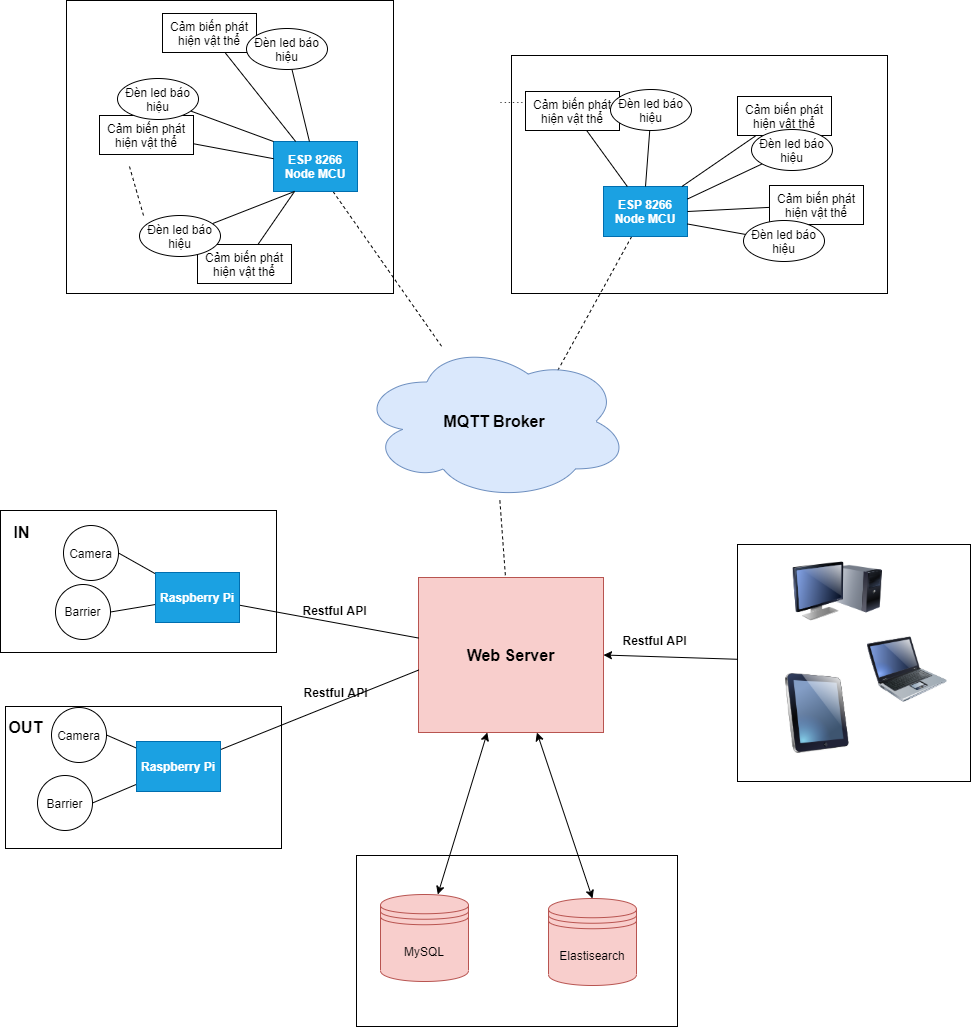 Cảm biến phát
hiện vật thể
Đèn led báo
hiệu
Đèn led báo
hiệu
Cảm biến phát
hiện vật thể
ESP 8266
Node MCU
Đèn led báo
hiệu
Cảm biến phát
hiện vật thể
Cảm biến phát
hiện vật thể
Đèn led báo
hiệu
Cảm biến phát
hiện vật thể
Đèn led báo
hiệu
ESP 8266
Node MCU
Cảm biến phát
hiện vật thể
Đèn led báo
hiệu
MQTT Broker
IN
Camera
Barrier
Raspberry Pi
Restful API
Web Server
Restful API
Restful API
OUT
Camera
Barrier
Raspberry Pi
MySQL
Elastisearch